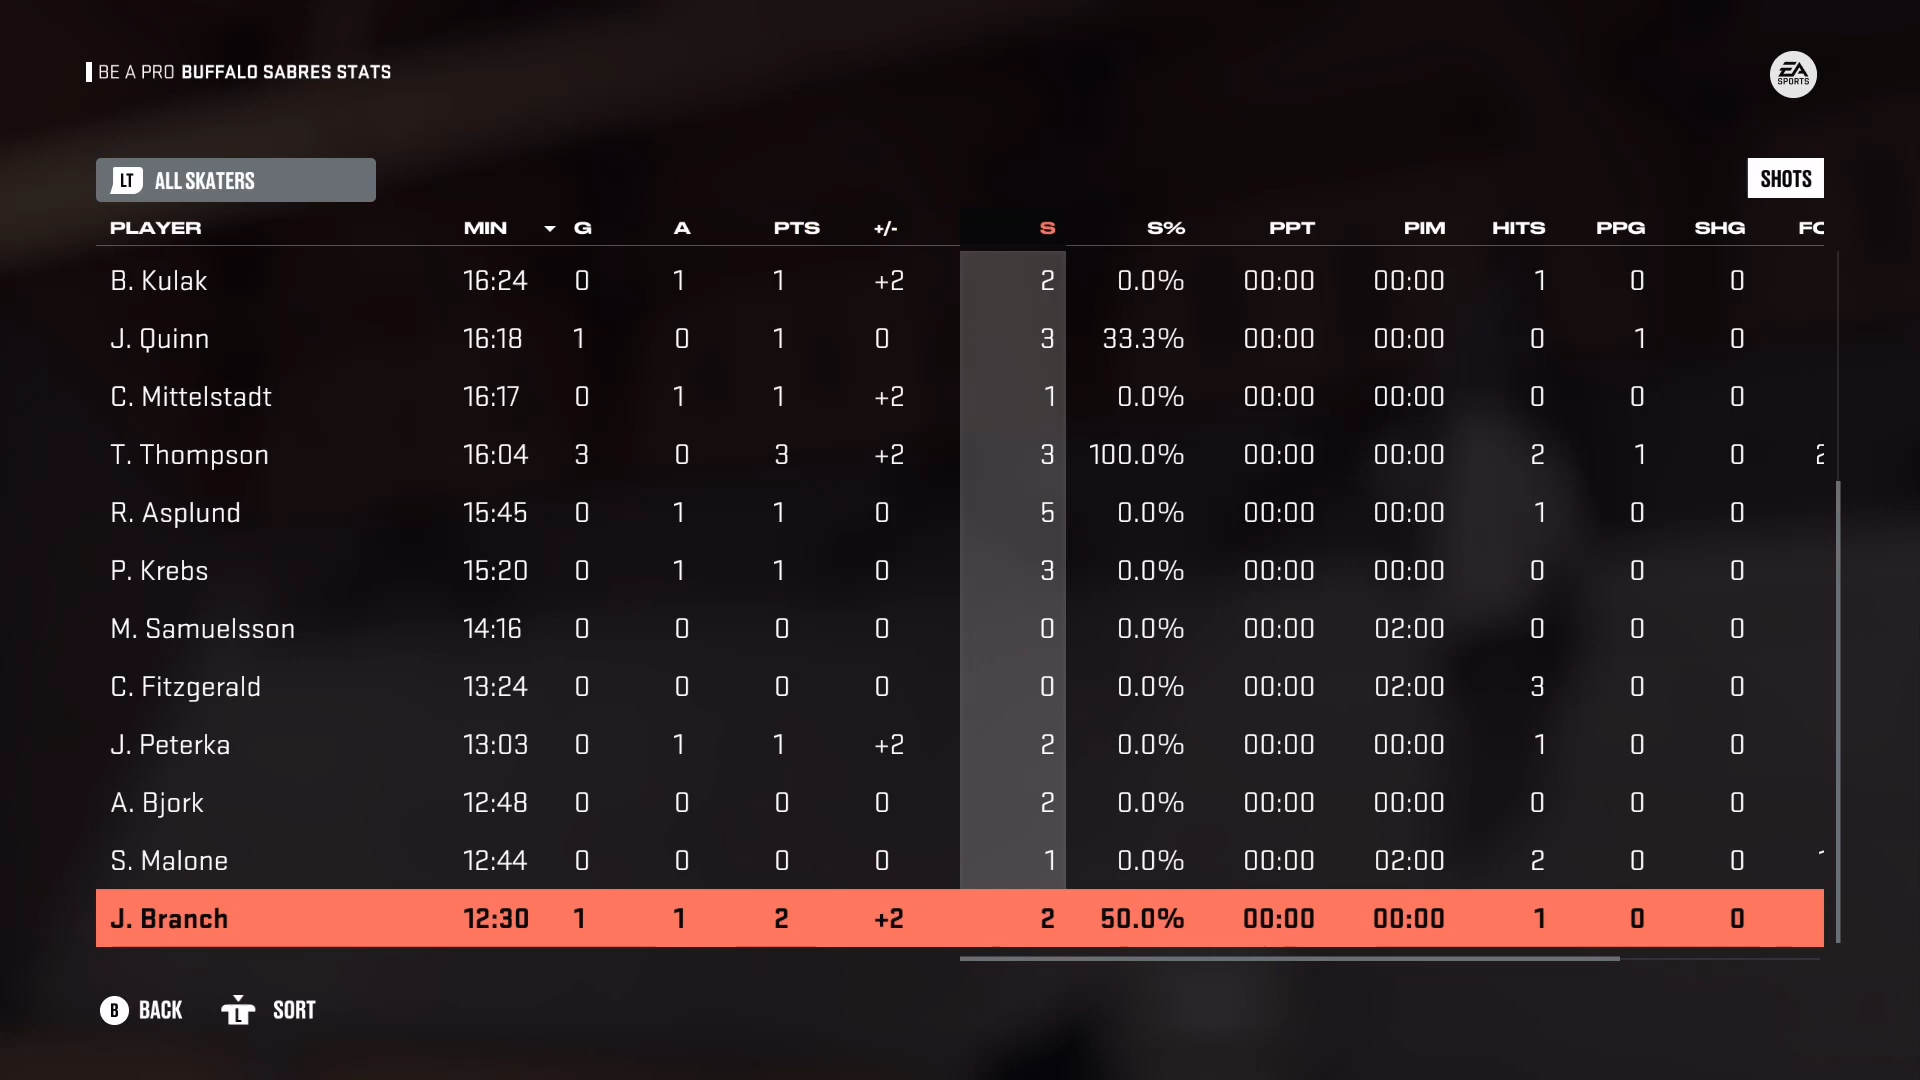 BE A PRO BUFFALO SABRES STATS
EA SPORTS
LT ALL SKATERS
SHOTS
PLAYER MIN G A PTS +/- S S% PPT PIM HITS PPG SHG
B. Kulak 16:24 0 1 1 +2 2 0.0% 00:00 00:00 1 0 0
J. Quinn 16:18 1 0 1 0 3 33.3% 00:00 00:00 0 1 0
C. Mittelstadt 16:17 0 1 1 +2 1 0.0% 00:00 00:00 0 0 0
T. Thompson 16:04 3 0 3 +2 3 100.0% 00:00 00:00 2 1 0
R. Asplund 15:45 0 1 1 0 5 0.0% 00:00 00:00 1 0 0
P. Krebs 15:20 0 1 1 0 3 0.0% 00:00 00:00 0 0 0
M. Samuelsson 14:16 0 0 0 0 0 0.0% 00:00 02:00 0 0 0
C. Fitzgerald 13:24 0 0 0 0 0 0.0% 00:00 02:00 3 0 0
J. Peterka 13:03 0 1 1 +2 2 0.0% 00:00 00:00 1 0 0
A. Bjork 12:48 0 0 0 0 2 0.0% 00:00 00:00 0 0 0
S. Malone 12:44 0 0 0 0 1 0.0% 00:00 02:00 2 0 0
J. Branch 12:30 1 1 2 +2 2 50.0% 00:00 00:00 1 0 0
B BACK L SORT